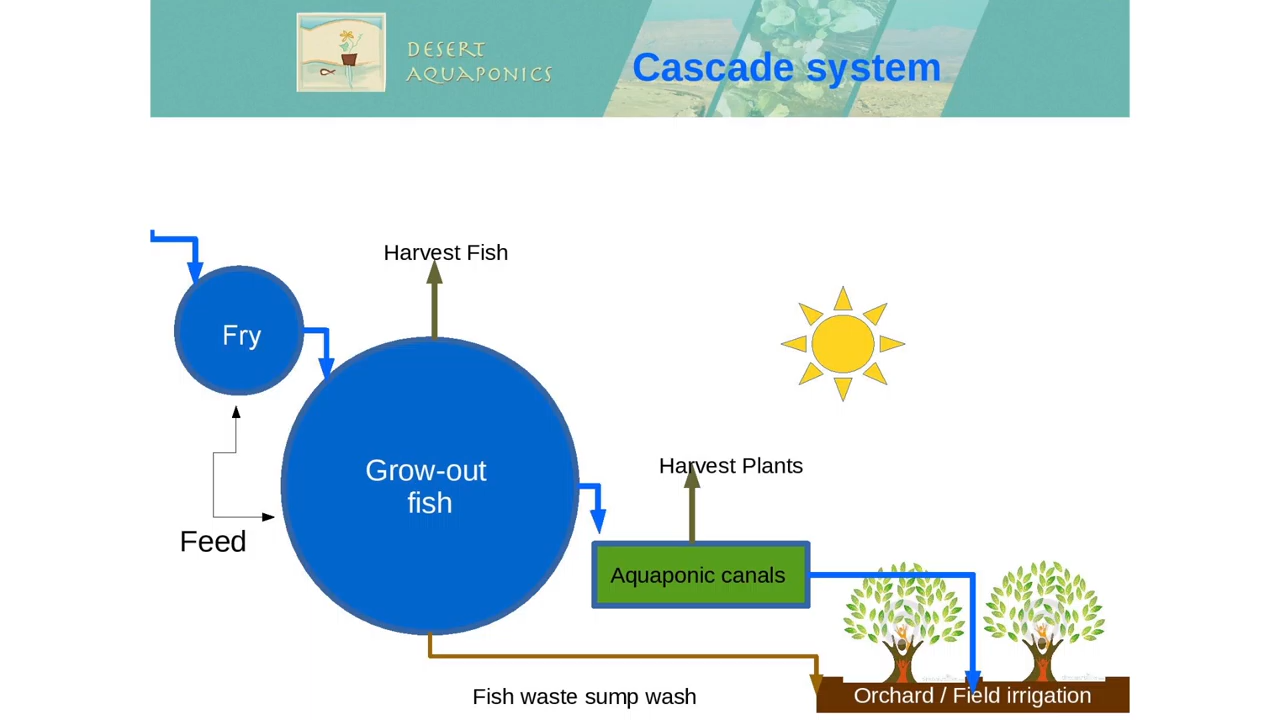 DESERT
AQUAPONICS
Cascade system
Harvest Fish
Fry
Grow-out
fish
Harvest Plants
Feed
Aquaponic canals
Fish waste sump wash
Orchard / Field irrigation